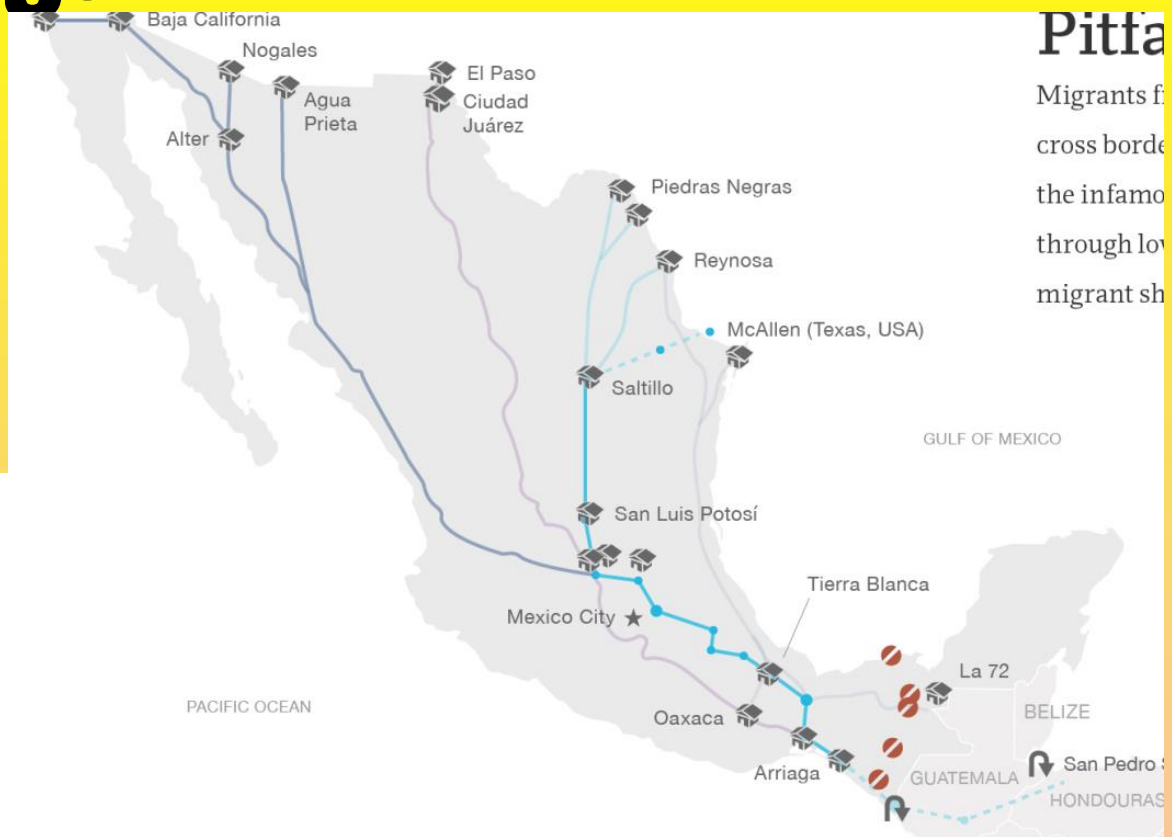 Baja California
Nogales
El Paso
Agua
Prieta
Ciudad
Juárez
Alter
Pitfa
Migrants f
cross borde
the infamo
through lo
migrant sh
Piedras Negras
Reynosa
McAllen (Texas, USA)
Saltillo
GULF OF MEXICO
San Luis Potosí
Tierra Blanca
Mexico City
La 72
PACIFIC OCEAN
Oaxaca
BELIZE
Arriaga
GUATEMALA
San Pedro
HONDURAS